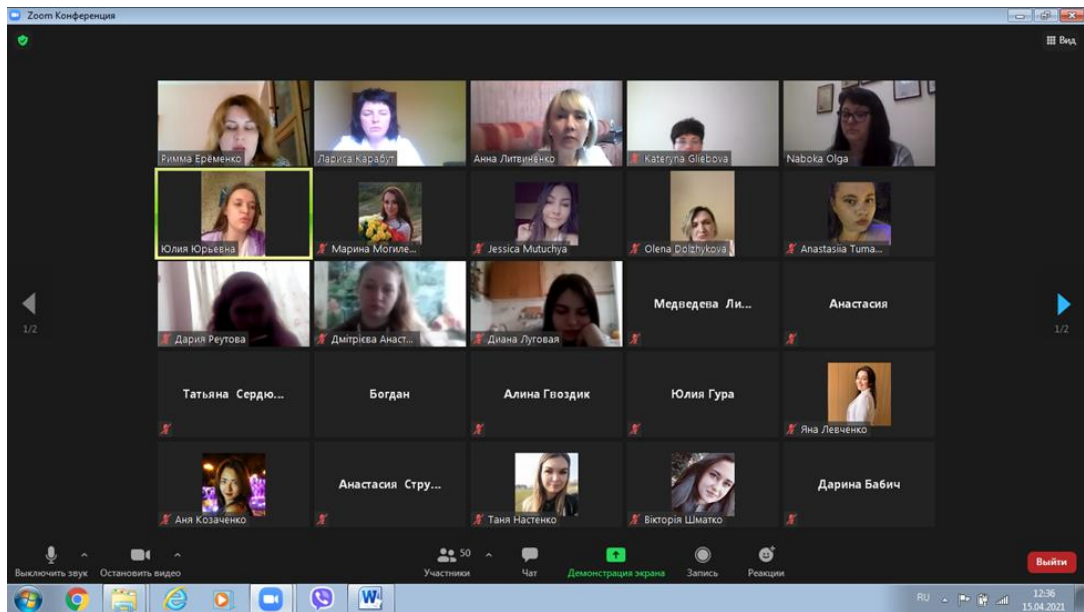 Zoom Конференция
Вид
Римма Ерёменко
Лариса Карабут
Анна Литвиненко
Kateryna Gliebova
Naboka Olga
Юлия Юрьевна
Марина Могиле...
Jessica Mutuchya
Olena Dolzhykova
Anastasiia Tuma...
Дария Реутова
Дмітрієва Анаст...
Диана Луговая
Медведева Ли...
Анастасия
1/2
1/2
Татьяна Сердю...
Богдан
Алина Гвоздик
Юлия Гура
Яна Левченко
Аня Козаченко
Анастасия Стру...
Таня Настенко
Вікторія Шматко
Дарина Бабич
Выключить звук
Остановить видео
50
Участники
Чат
Демонстрация экрана
Запись
Реакции
Выйти
RU
12:36
15.04.2021